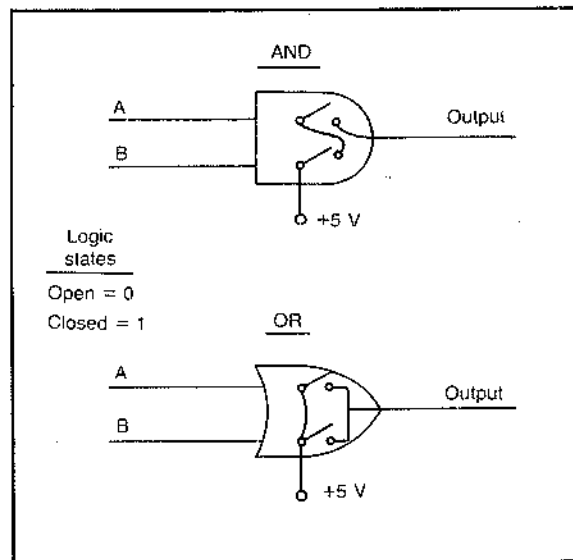 AND
A
Output
B
+5 V
Logic
states
Open = 0
Closed = 1
OR
A
Output
B
+5 V